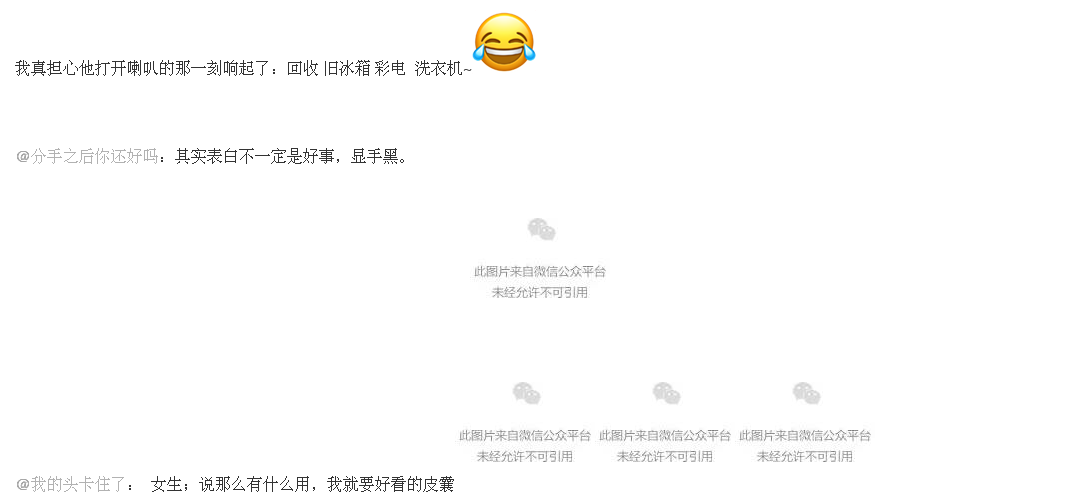 我真担心他打开喇叭的那一刻响起了：回收 旧冰箱 彩电 洗衣机~
@分手之后你还好吗：其实表白不一定是好事，显手黑。
此图片来自微信公众平台
未经允许不可引用
此图片来自微信公众平台 此图片来自微信公众平台 此图片来自微信公众平台
未经允许不可引用 未经允许不可引用 未经允许不可引用
@我的头卡住了： 女生；说那么有什么用，我就要好看的皮囊